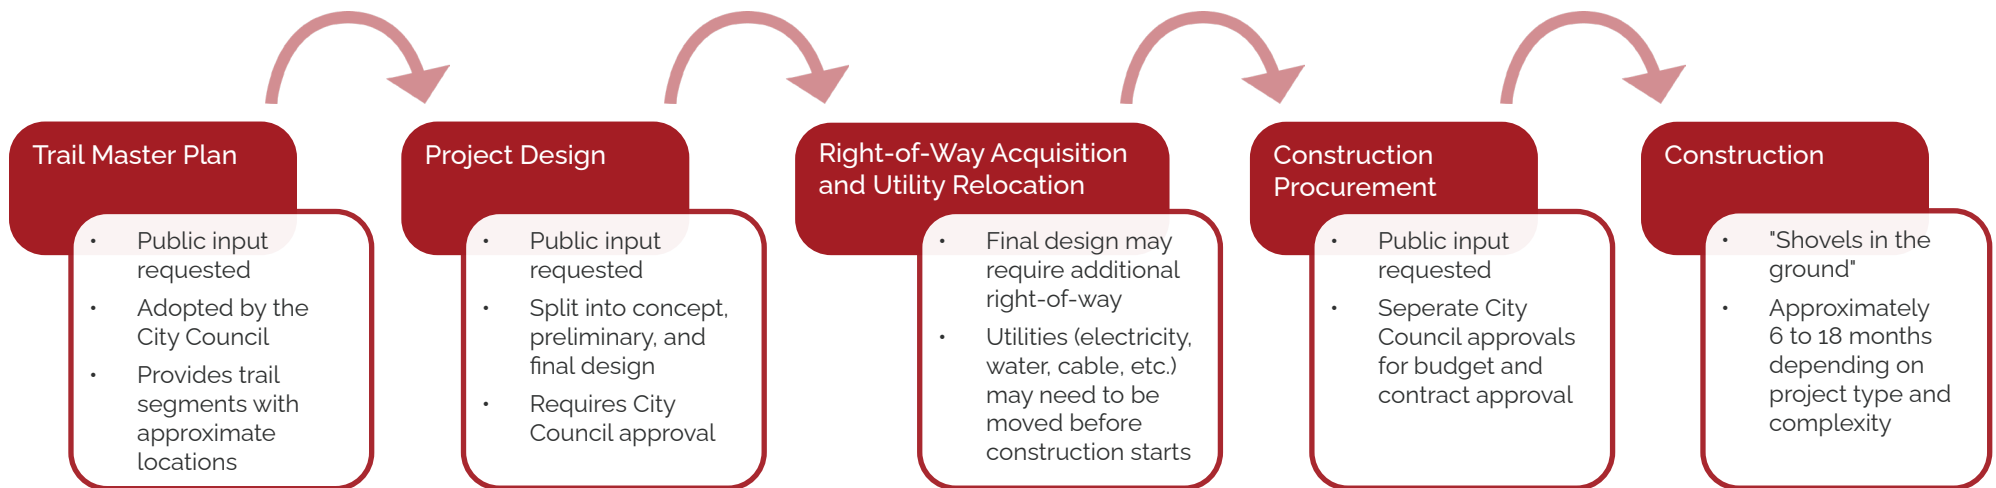 Trail Master Plan
• Public input
requested
• Adopted by the
City Council
• Provides trail
segments with
approximate
locations
Project Design
• Public input
requested
• Split into concept,
preliminary, and
final design
• Requires City
Council approval
Right-of-Way Acquisition
and Utility Relocation
• Final design may
require additional
right-of-way
• Utilities (electricity,
water, cable, etc.)
may need to be
moved before
construction starts
Construction
Procurement
• Public input
requested
• Seperate City
Council approvals
for budget and
contract approval
Construction
• "Shovels in the
ground"
• Approximately
6 to 18 months
depending on
project type and
complexity